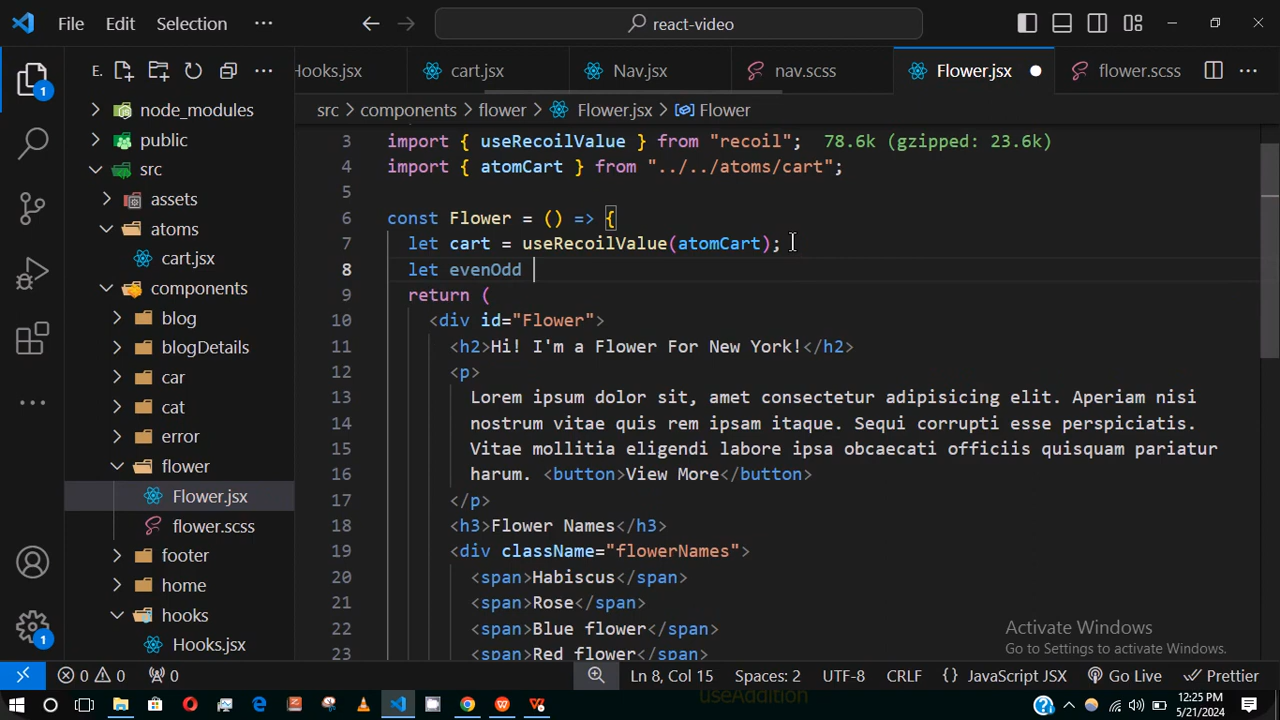 File Edit Selection ··· react-video
E. Hooks.jsx cart.jsx Nav.jsx nav.scss Flower.jsx flower.scss ···
node_modules
public
src
assets
atoms
cart.jsx
components
blog
blogDetails
car
cat
error
flower
Flower.jsx
flower.scss
footer
home
hooks
Hooks.jsx
1
1
src > components > flower > Flower.jsx > Flower
3 import { useRecoilValue } from "recoil"; 78.6k (gzipped: 23.6k)
4 import { atomCart } from "../../atoms/cart";
5
6 const Flower = () => {
7 let cart = useRecoilValue(atomCart);
8 let evenOdd
9 return (
10 <div id="Flower">
11 <h2>Hi! I'm a Flower For New York!</h2>
12 <p>
13 Lorem ipsum dolor sit, amet consectetur adipisicing elit. Aperiam nisi
14 nostrum vitae quis rem ipsam itaque. Sequi corrupti esse perspiciatis.
15 Vitae mollitia eligendi labore ipsa obcaecati officiis quisquam pariatur
16 harum. <button>View More</button>
17 </p>
18 <h3>Flower Names</h3>
19 <div className="flowerNames">
20 <span>Habiscus</span>
21 <span>Rose</span>
22 <span>Blue flower</span>
23 <span>Red flower</span>
Activate Windows
Go to Settings to activate Windows.
0 0 0 Ln 8, Col 15 Spaces: 2 UTF-8 CRLF {} JavaScript JSX Go Live Prettier
useAddition
12:25 PM
5/21/2024